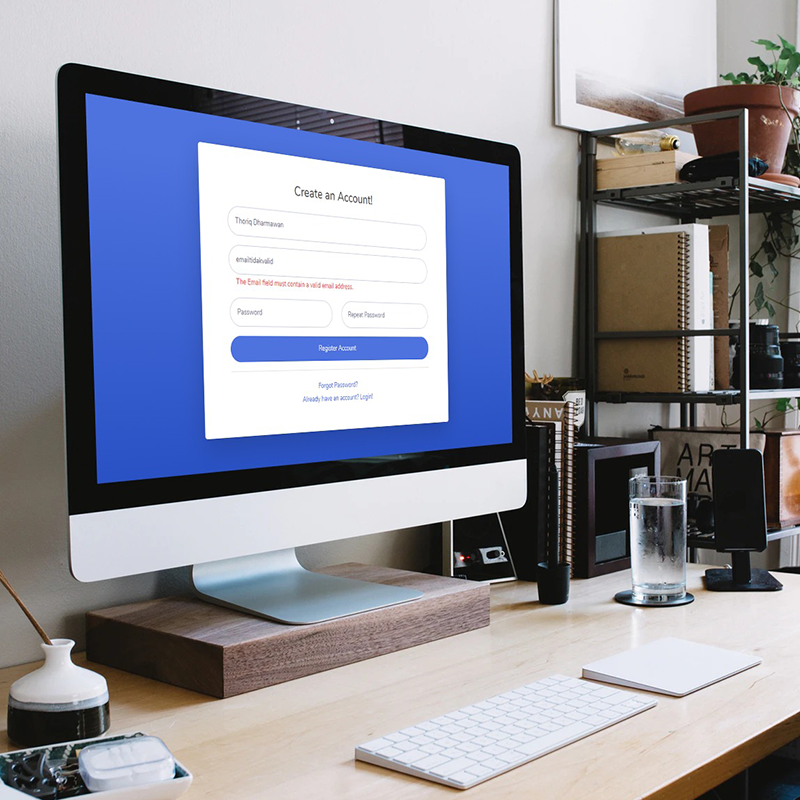 Create an Account!
Thoriq Dharmawan
emailtidakvalid
The Email field must contain a valid email address.
Password
Repeat Password
Register Account
Forgot Password?
Already have an account? Login!
ANY
ART
MA